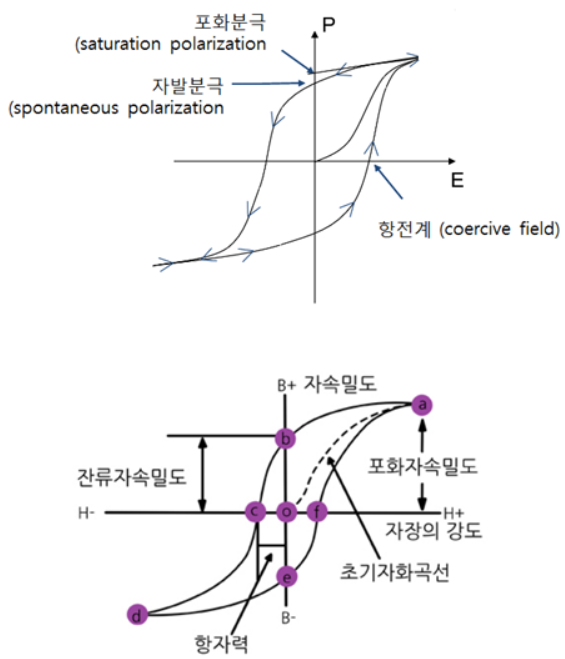 P
포화분극
(saturation polarization
자발분극
(spontaneous polarization
E
항전계 (coercive field)
B+ 자속밀도
a
b
잔류자속밀도
포화자속밀도
H- c o f H+
자장의 강도
초기자화곡선
e
d
B-
항자력